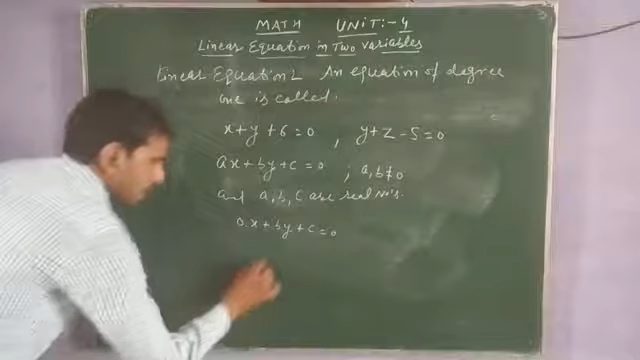 MATH UNIT:- 4
Linear Equation in Two variables
Linear Equation:- An equation of degree
one is called.
x+y+6=0 , y+z-5=0
ax+by+c=0 ; a,b≠0
and a,b,c are real No's.
0.x+by+c=0